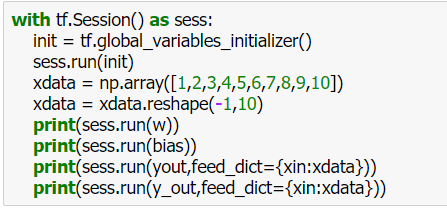 with tf.Session() as sess:
    init = tf.global_variables_initializer()
    sess.run(init)
    xdata = np.array([1,2,3,4,5,6,7,8,9,10])
    xdata = xdata.reshape(-1,10)
    print(sess.run(w))
    print(sess.run(bias))
    print(sess.run(yout,feed_dict={xin:xdata}))
    print(sess.run(y_out,feed_dict={xin:xdata}))